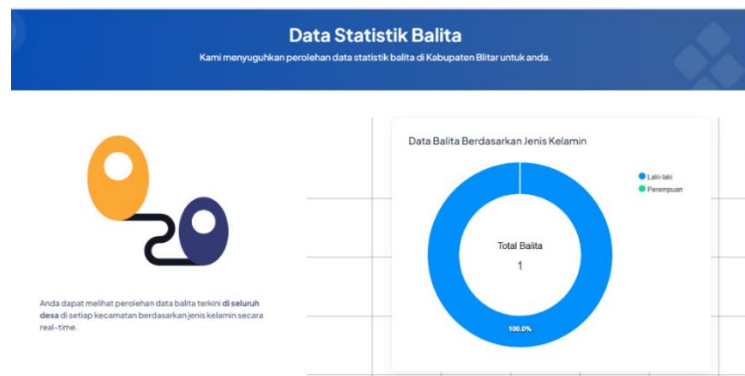 Data Statistik Balita
Kami menyuguhkan perolehan data statistik balita di Kabupaten Blitar untuk anda.
Data Balita Berdasarkan Jenis Kelamin
Laki-laki
Perempuan
Total Balita
1
100.0%
Anda dapat melihat perolehan data balita terkini di seluruh
desa di setiap kecamatan berdasarkan jenis kelamin secara
real-time.